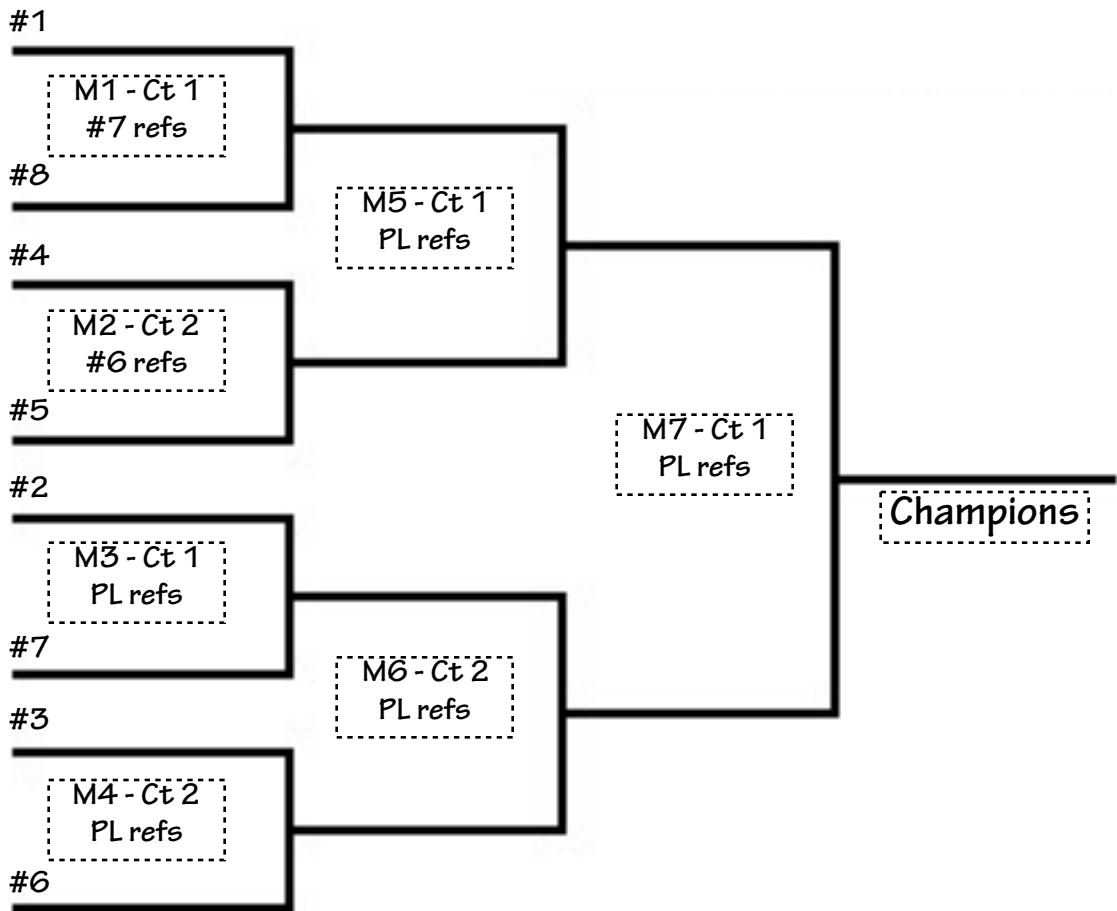 #1
M1 - Ct 1
#7 refs
#8
M5 - Ct 1
PL refs
#4
M2 - Ct 2
#6 refs
#5
M7 - Ct 1
PL refs
#2
Champions
M3 - Ct 1
PL refs
#7
M6 - Ct 2
PL refs
#3
M4 - Ct 2
PL refs
#6